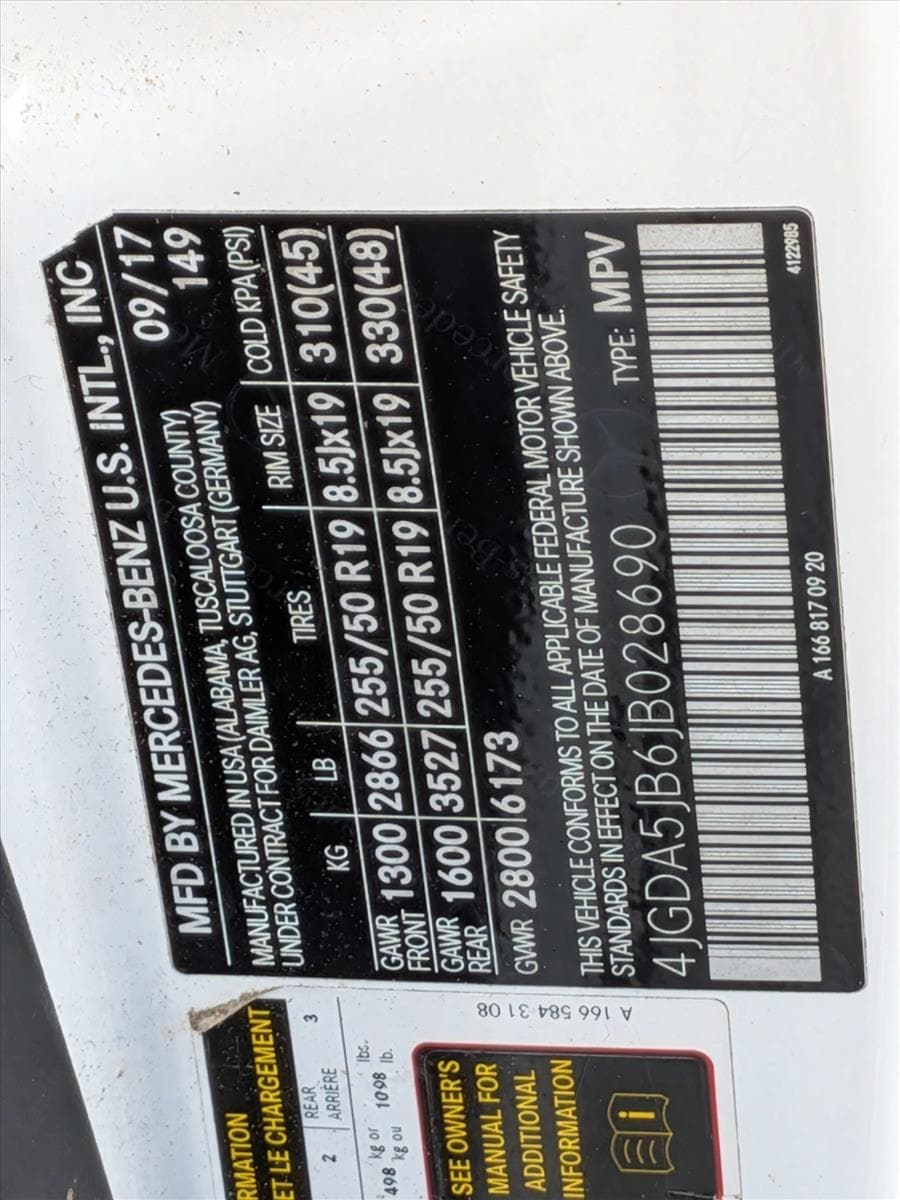 MFD BY MERCEDES-BENZ U.S. INTL., INC
09/17
MANUFACTURED IN USA (ALABAMA, TUSCALOOSA COUNTY) 149
UNDER CONTRACT FOR DAIMLER AG, STUTTGART (GERMANY)
KG LB TIRES RIM SIZE COLD KPA (PSI)
GAWR FRONT 1300 2866 255/50 R19 8.5Jx19 310(45)
GAWR REAR 1600 3527 255/50 R19 8.5Jx19 330(48)
GVWR 2800 6173
THIS VEHICLE CONFORMS TO ALL APPLICABLE FEDERAL MOTOR VEHICLE SAFETY
STANDARDS IN EFFECT ON THE DATE OF MANUFACTURE SHOWN ABOVE.
4JGDA5JB6JB028690 TYPE: MPV
A 166 817 09 20
4122985
RMATION
ET LE CHARGEMENT
2 REAR 3
ARRIÈRE
498 kg or 1098 lbs.
kg ou lb.
SEE OWNER'S
MANUAL FOR
ADDITIONAL
INFORMATION
A 166 584 31 08